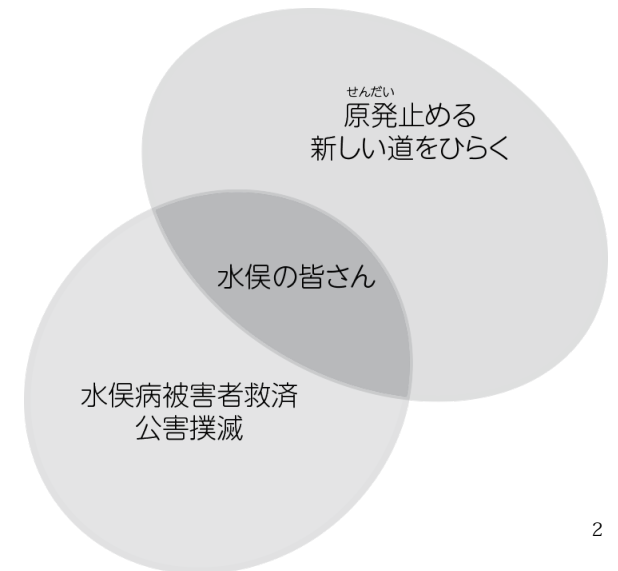 せんだい
原発止める
新しい道をひらく
水俣の皆さん
水俣病被害者救済
公害撲滅
2